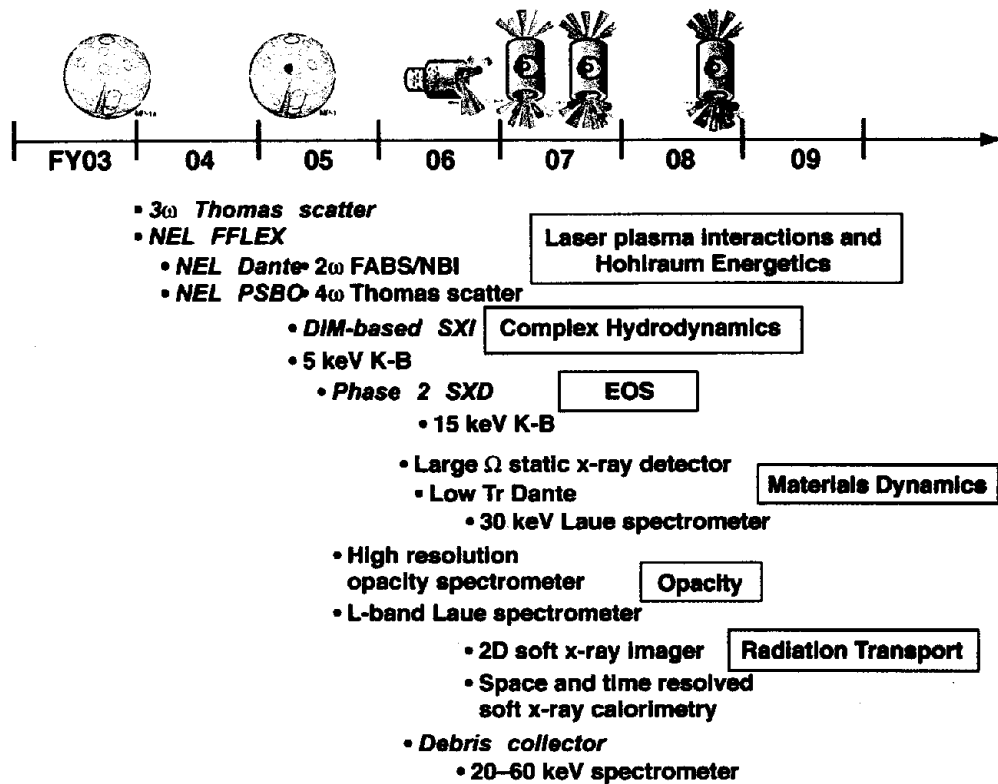 FY03 04 05 06 07 08 09
• 3ω Thomas scatter
• NEL FFLEX
Laser plasma interactions and
Hohlraum Energetics
• NEL Dante • 2ω FABS/NBI
• NEL PSBO • 4ω Thomas scatter
• DIM-based SXI
Complex Hydrodynamics
• 5 keV K-B
• Phase 2 SXD
EOS
• 15 keV K-B
• Large Ω static x-ray detector
• Low Tr Dante
Materials Dynamics
• 30 keV Laue spectrometer
• High resolution
opacity spectrometer
Opacity
• L-band Laue spectrometer
• 2D soft x-ray imager
Radiation Transport
• Space and time resolved
soft x-ray calorimetry
• Debris collector
• 20–60 keV spectrometer